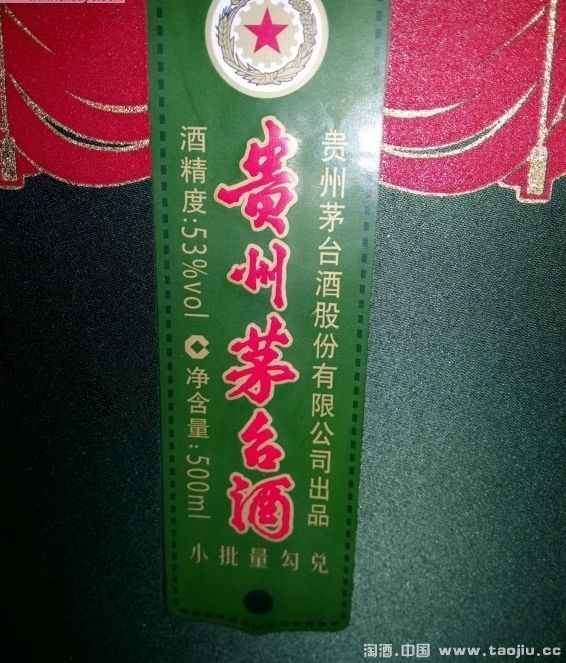 贵州茅台酒股份有限公司出品
贵州茅台酒
酒精度:53%vol 净含量:500ml
小批量勾兑
淘酒.中国 www.taojiu.cc